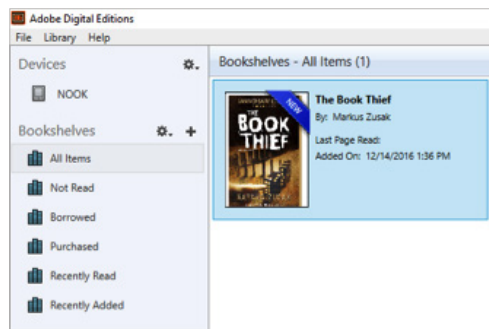 Adobe Digital Editions
File Library Help
Devices
NOOK
Bookshelves
All Items
Not Read
Borrowed
Purchased
Recently Read
Recently Added
Bookshelves - All Items (1)
NEW
THE
BOOK
THIEF
The Book Thief
By: Markus Zusak
Last Page Read:
Added On: 12/14/2016 1:36 PM